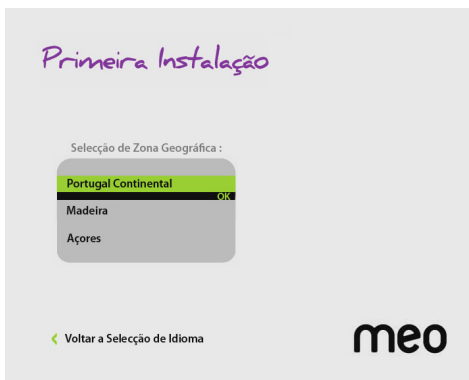 Primeira Instalação
Selecção de Zona Geográfica :
Portugal Continental
OK
Madeira
Açores
Voltar a Selecção de Idioma
meo